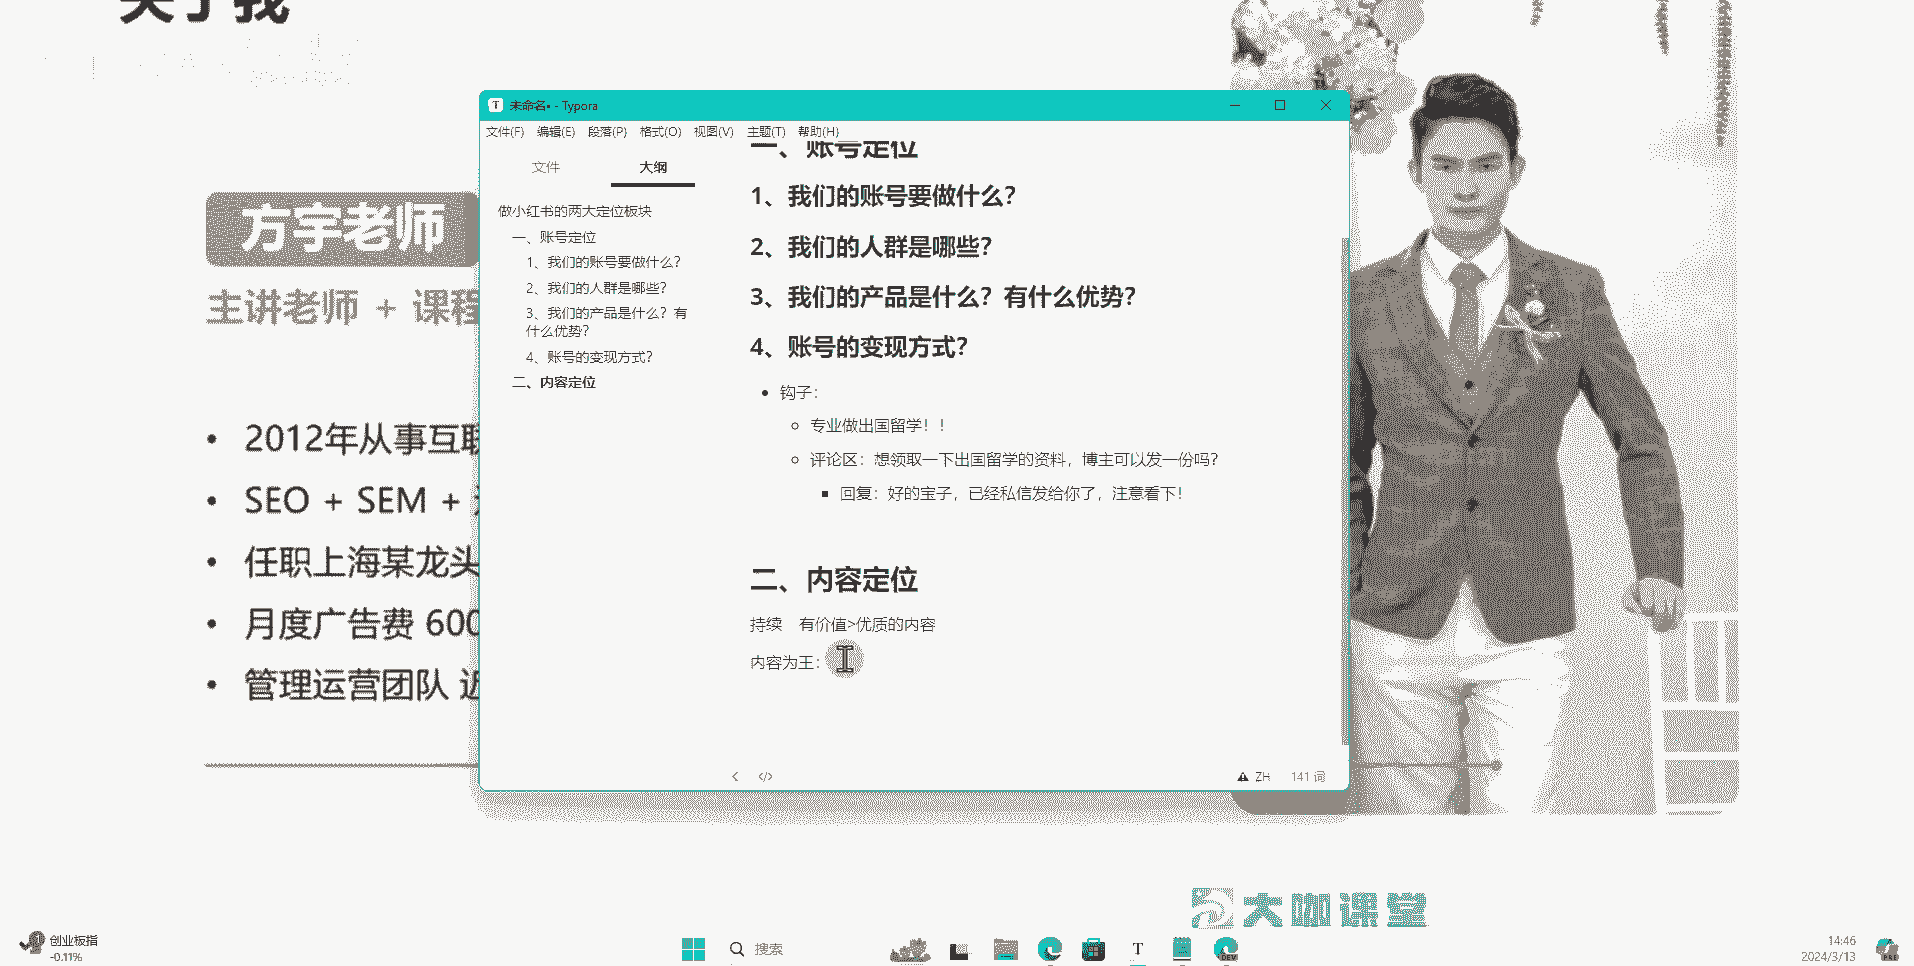 关于我
方宇老师
主讲老师 + 课程
• 2012年从事互联
• SEO + SEM +
• 任职上海某龙头
• 月度广告费 600
• 管理运营团队 近
未命名• - Typora
文件(F) 编辑(E) 段落(P) 格式(O) 视图(V) 主题(T) 帮助(H)
文件 大纲
做小红书的两大定位板块
一、账号定位
1、我们的账号要做什么？
2、我们的人群是哪些？
3、我们的产品是什么？有
什么优势？
4、账号的变现方式？
二、内容定位
一、账号定位
1、我们的账号要做什么？
2、我们的人群是哪些？
3、我们的产品是什么？有什么优势？
4、账号的变现方式？
• 钩子：
○ 专业做出国留学！！
○ 评论区：想领取一下出国留学的资料，博主可以发一份吗？
▪ 回复：好的宝子，已经私信发给你了，注意看下！
二、内容定位
持续 有价值>优质的内容
内容为王：
ZH 141 词
大咖课堂
创业板指
-0.11%
搜索
T
DEV
14:46
2024/3/13
PRE